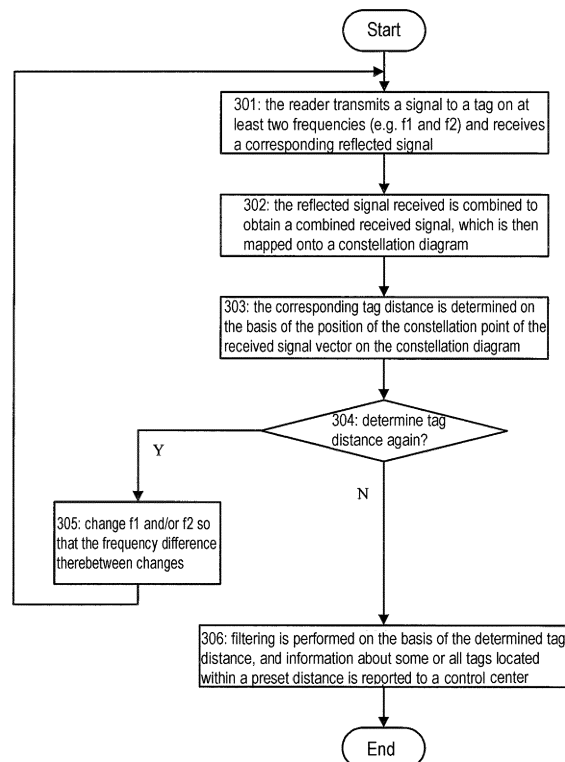 Start
301: the reader transmits a signal to a tag on at
least two frequencies (e.g. f1 and f2) and receives
a corresponding reflected signal
302: the reflected signal received is combined to
obtain a combined received signal, which is then
mapped onto a constellation diagram
303: the corresponding tag distance is determined on
the basis of the position of the constellation point of the
received signal vector on the constellation diagram
304: determine tag
distance again?
Y
N
305: change f1 and/or f2 so
that the frequency difference
therebetween changes
306: filtering is performed on the basis of the determined tag
distance, and information about some or all tags located
within a preset distance is reported to a control center
End